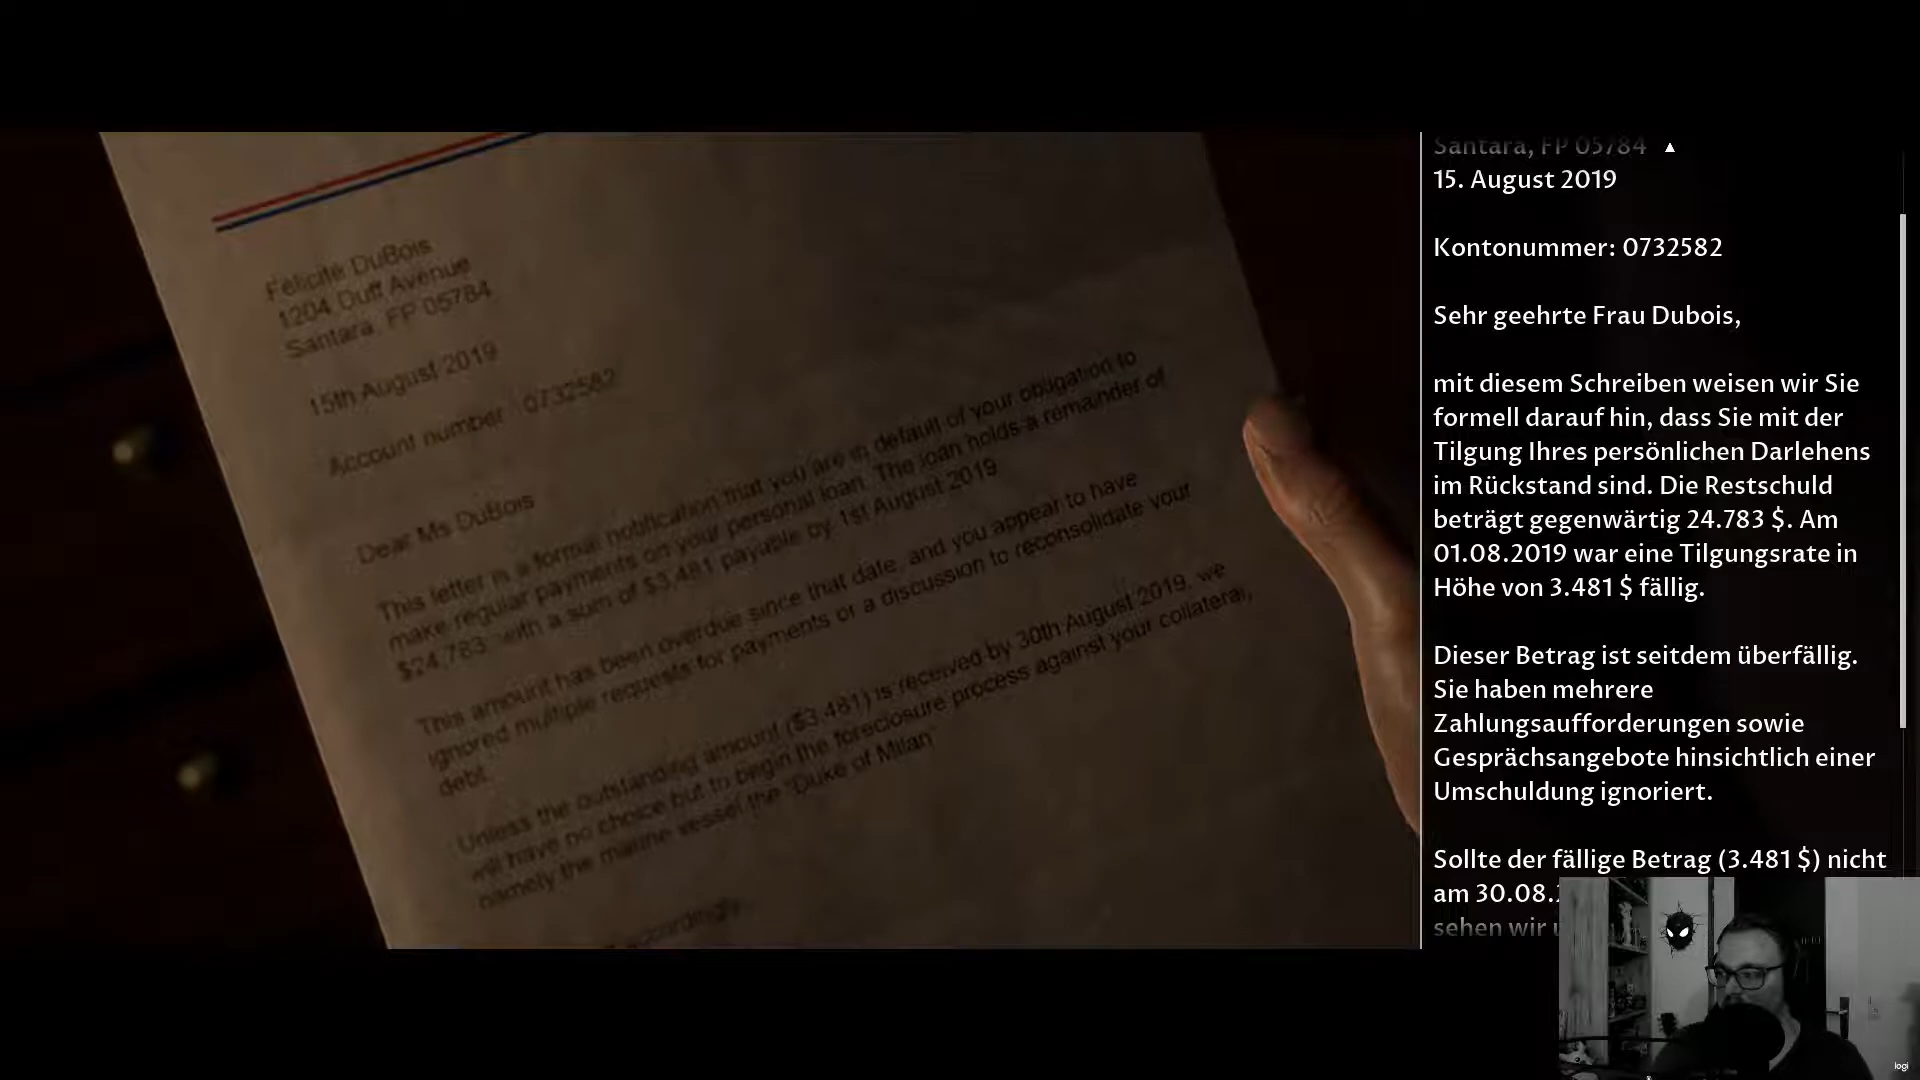 Félicité DuBois
1204 Duff Avenue
Santara, FP 05784
15th August 2019
Account number : 0732582
Dear Ms DuBois
This letter is a formal notification that you are in default of your obligation to
make regular payments on your personal loan. The loan holds a remainder of
$24,783 with a sum of $3,481 payable by 1st August 2019
This amount has been overdue since that date, and you appear to have
ignored multiple requests for payments or a discussion to reconsolidate your
debt.
Unless the outstanding amount ($3,481) is received by 30th August 2019, we
will have no choice but to begin the foreclosure process against your collateral,
namely the marine vessel the "Duke of Milan
accordingly
Santara, FP 05784 ▲
15. August 2019
Kontonummer: 0732582
Sehr geehrte Frau Dubois,
mit diesem Schreiben weisen wir Sie
formell darauf hin, dass Sie mit der
Tilgung Ihres persönlichen Darlehens
im Rückstand sind. Die Restschuld
beträgt gegenwärtig 24.783 $. Am
01.08.2019 war eine Tilgungsrate in
Höhe von 3.481 $ fällig.
Dieser Betrag ist seitdem überfällig.
Sie haben mehrere
Zahlungsaufforderungen sowie
Gesprächsangebote hinsichtlich einer
Umschuldung ignoriert.
Sollte der fällige Betrag (3.481 $) nicht
am 30.08.
sehen wir
logi